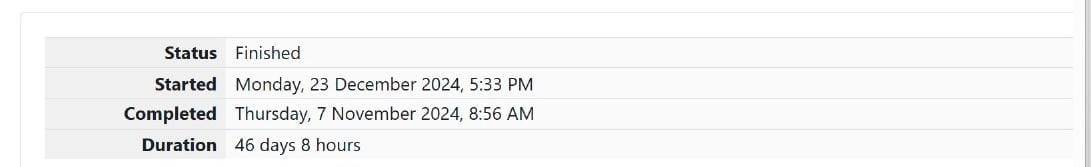 Status Finished
Started Monday, 23 December 2024, 5:33 PM
Completed Thursday, 7 November 2024, 8:56 AM
Duration 46 days 8 hours